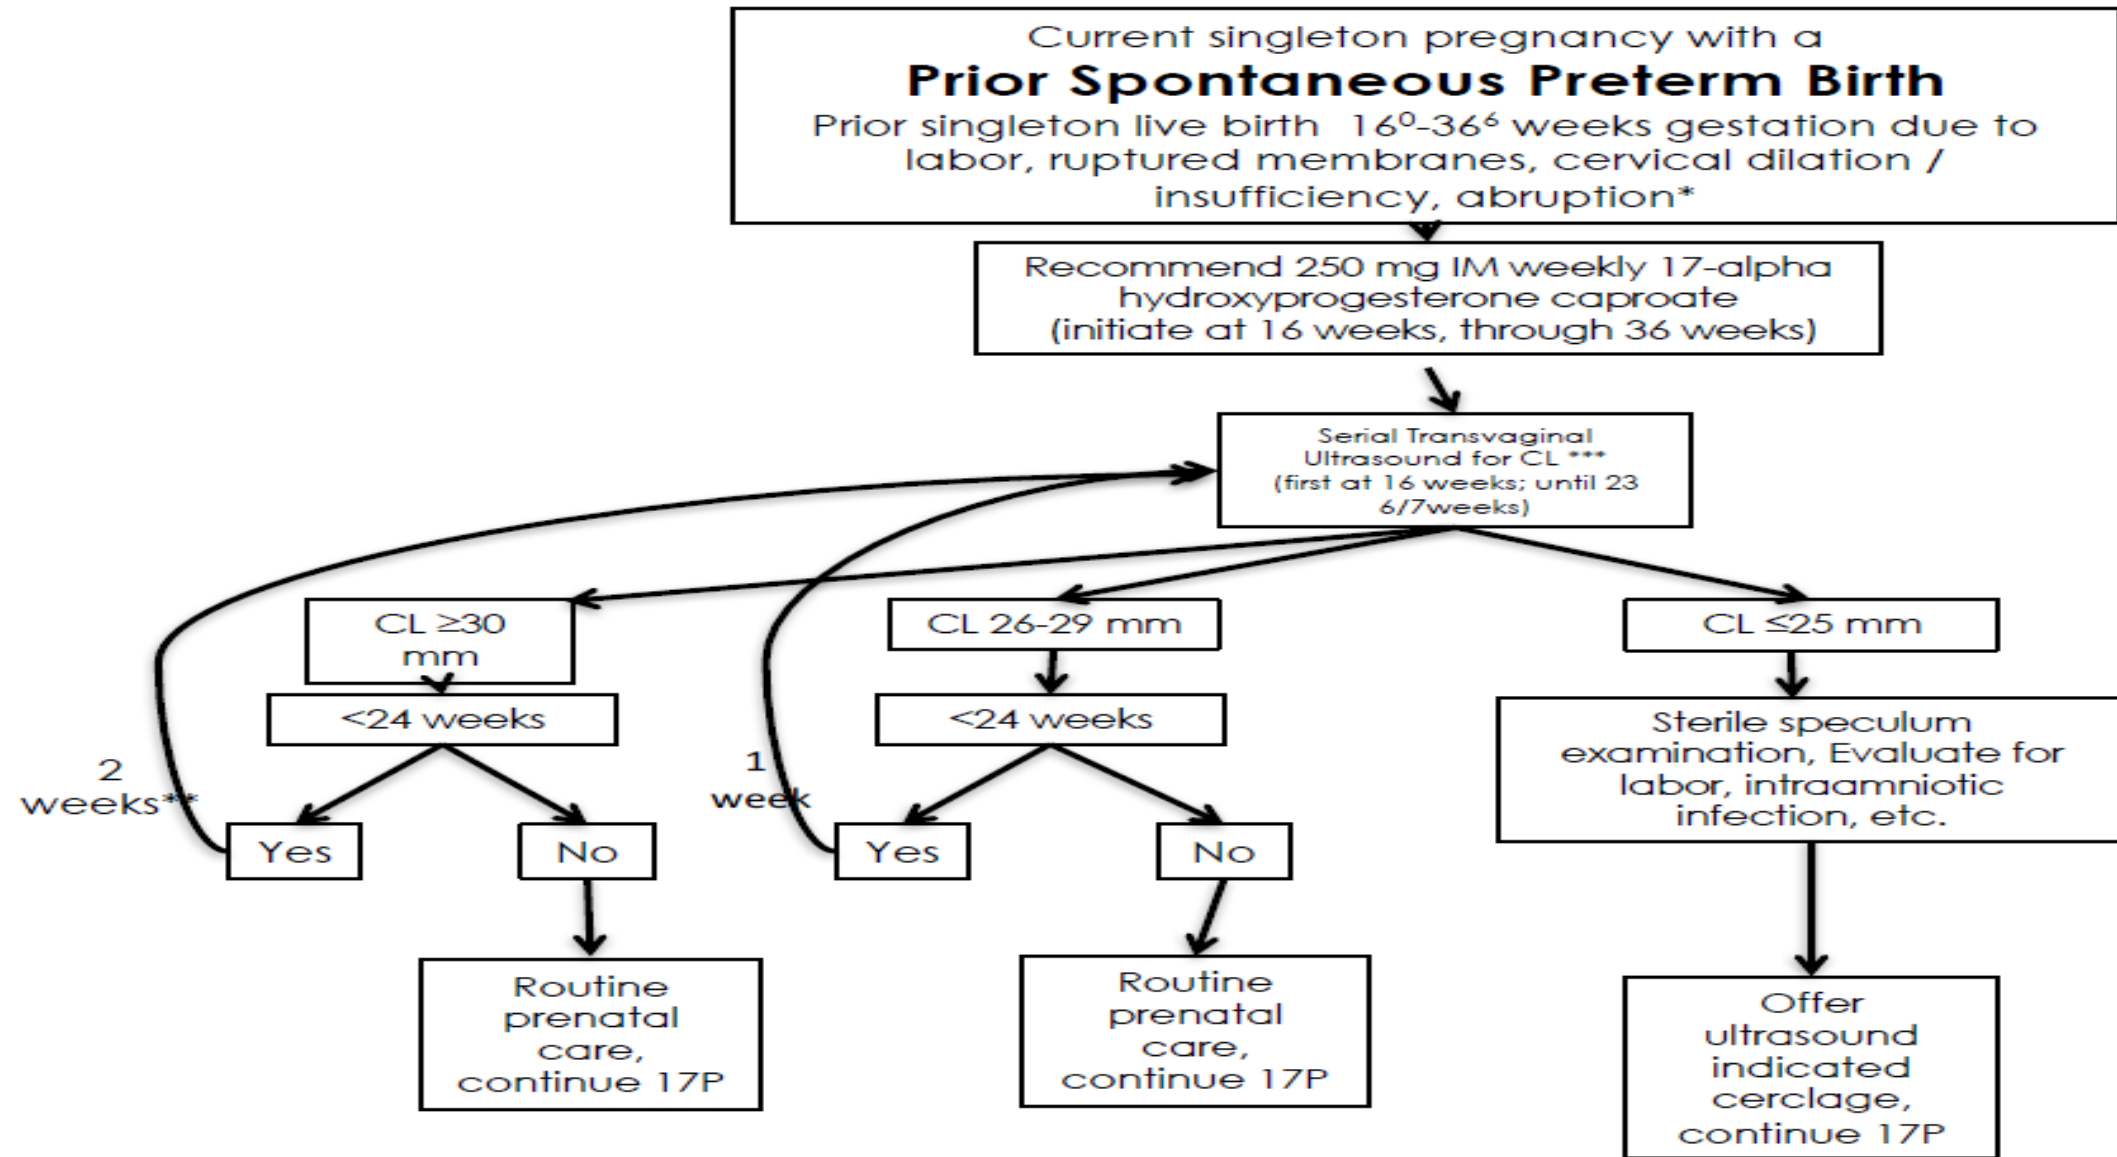 Current singleton pregnancy with a
Prior Spontaneous Preterm Birth
Prior singleton live birth 16⁰-36⁶ weeks gestation due to
labor, ruptured membranes, cervical dilation /
insufficiency, abruption*
Recommend 250 mg IM weekly 17-alpha
hydroxyprogesterone caproate
(initiate at 16 weeks, through 36 weeks)
Serial Transvaginal
Ultrasound for CL ***
(first at 16 weeks; until 23
6/7weeks)
CL ≥30
mm
CL 26-29 mm
CL ≤25 mm
<24 weeks
<24 weeks
Sterile speculum
examination, Evaluate for
labor, intraamniotic
infection, etc.
2
weeks**
1
week
Yes
No
Yes
No
Routine
prenatal
care,
continue 17P
Routine
prenatal
care,
continue 17P
Offer
ultrasound
indicated
cerclage,
continue 17P